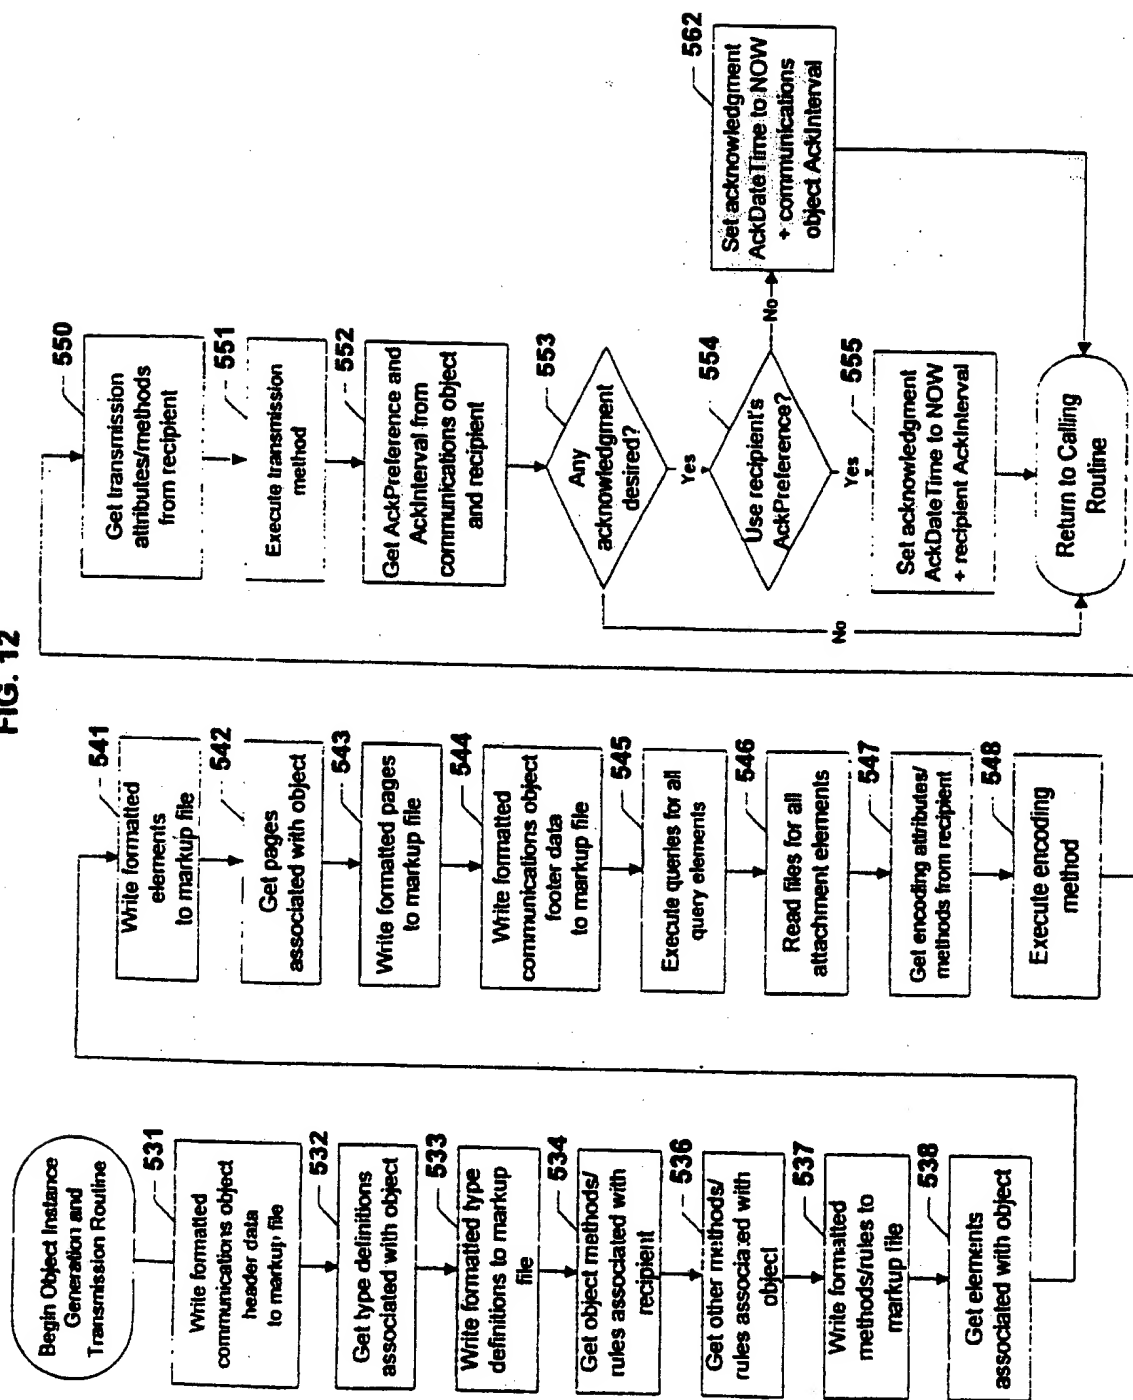 FIG. 12
Begin Object Instance
Generation and
Transmission Routine
531
Write formatted
communications object
header data
to markup file
532
Get type definitions
associated with object
533
Write formatted type
definitions to markup
file
534
Get object methods/
rules associated with
recipient
536
Get other methods/
rules associated with
object
537
Write formatted
methods/rules to
markup file
538
Get elements
associated with object
541
Write formatted
elements
to markup file
542
Get pages
associated with object
543
Write formatted pages
to markup file
544
Write formatted
communications object
footer data
to markup file
545
Execute queries for all
query elements
546
Read files for all
attachment elements
547
Get encoding attributes/
methods from recipient
548
Execute encoding
method
550
Get transmission
attributes/methods
from recipient
551
Execute transmission
method
552
Get AckPreference and
AckInterval from
communications object
and recipient
553
Any
acknowledgment
desired?
Yes
No
554
Use recipient's
AckPreference?
Yes
No
555
Set acknowledgment
AckDateTime to NOW
+ recipient AckInterval
562
Set acknowledgment
AckDateTime to NOW
+ communications
object AckInterval
Return to Calling
Routine